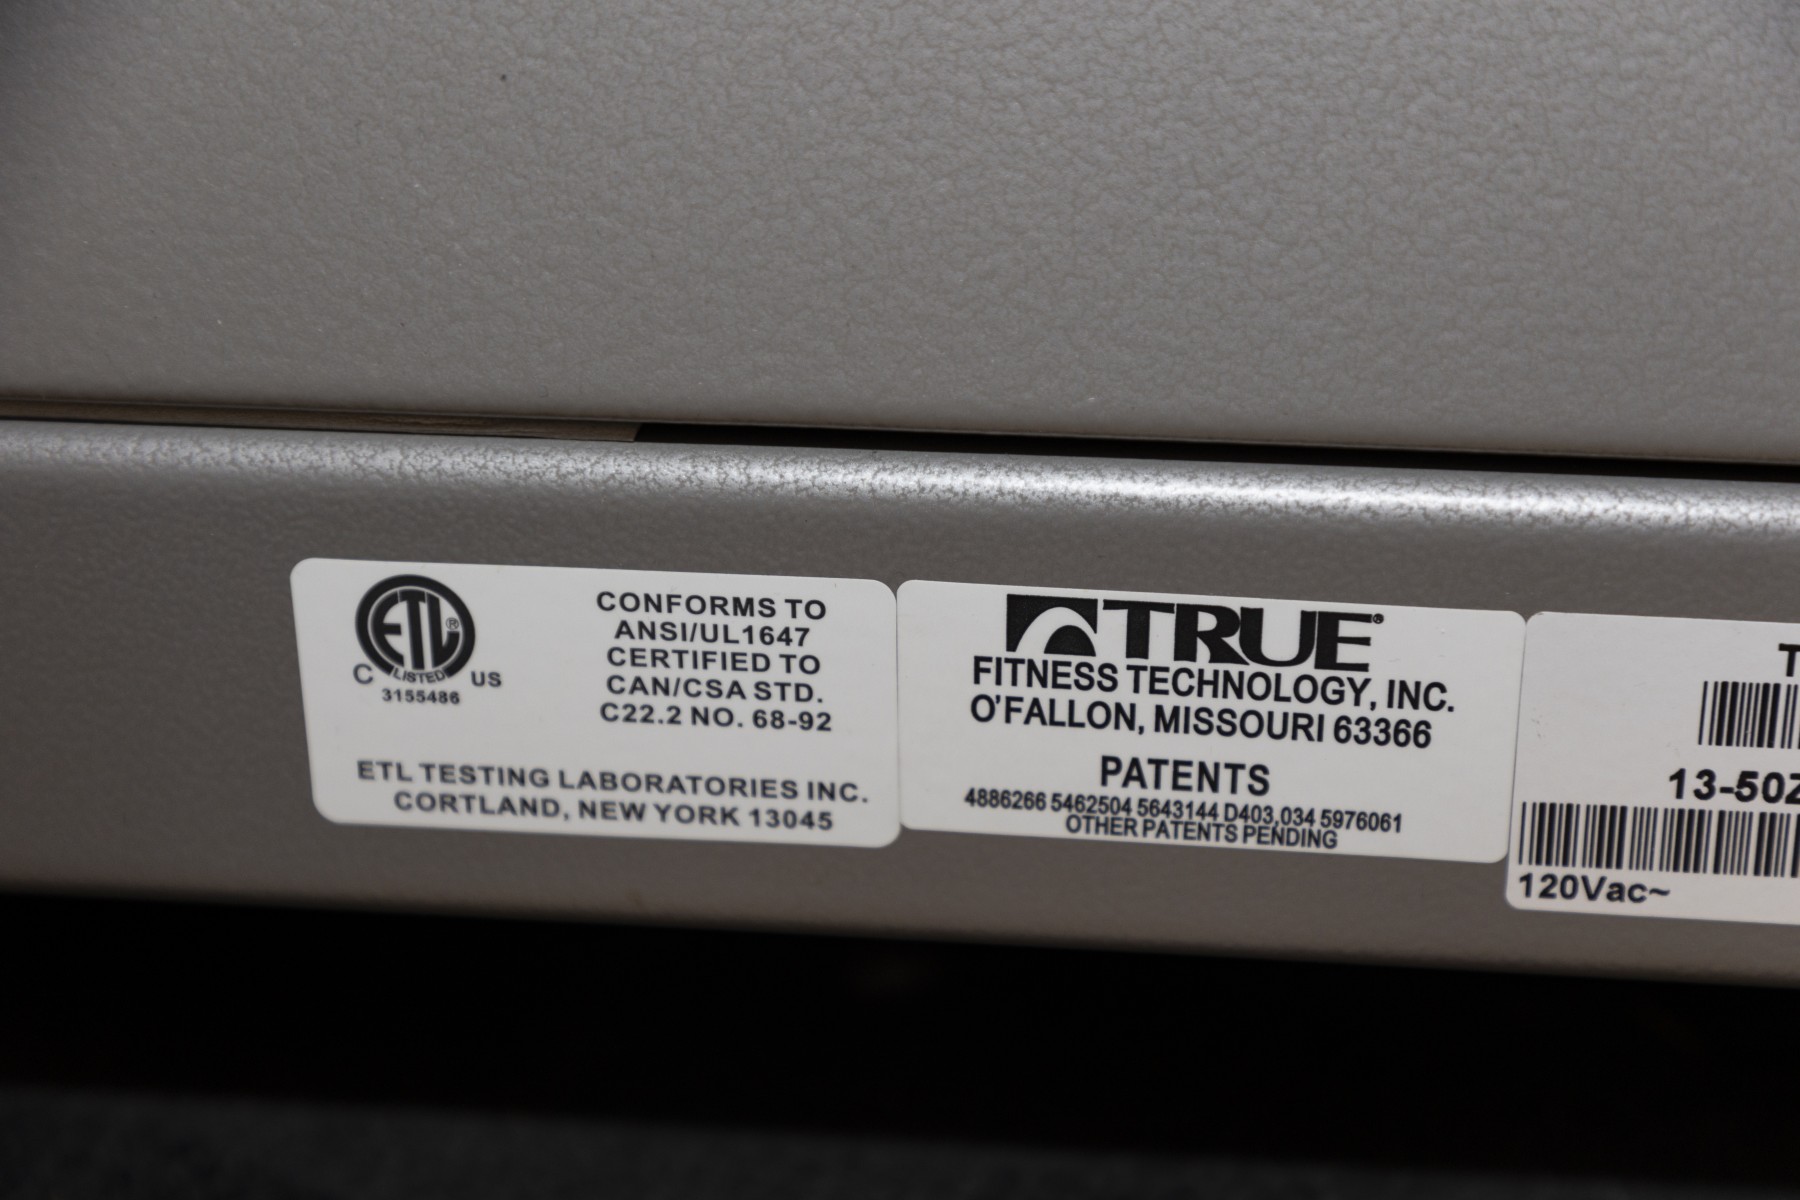 ETL®
LISTED
C US
3155486
CONFORMS TO
ANSI/UL1647
CERTIFIED TO
CAN/CSA STD.
C22.2 NO. 68-92
ETL TESTING LABORATORIES INC.
CORTLAND, NEW YORK 13045
TRUE®
FITNESS TECHNOLOGY, INC.
O'FALLON, MISSOURI 63366
PATENTS
4886266 5462504 5643144 D403,034 5976061
OTHER PATENTS PENDING
T
13-50Z
120Vac~